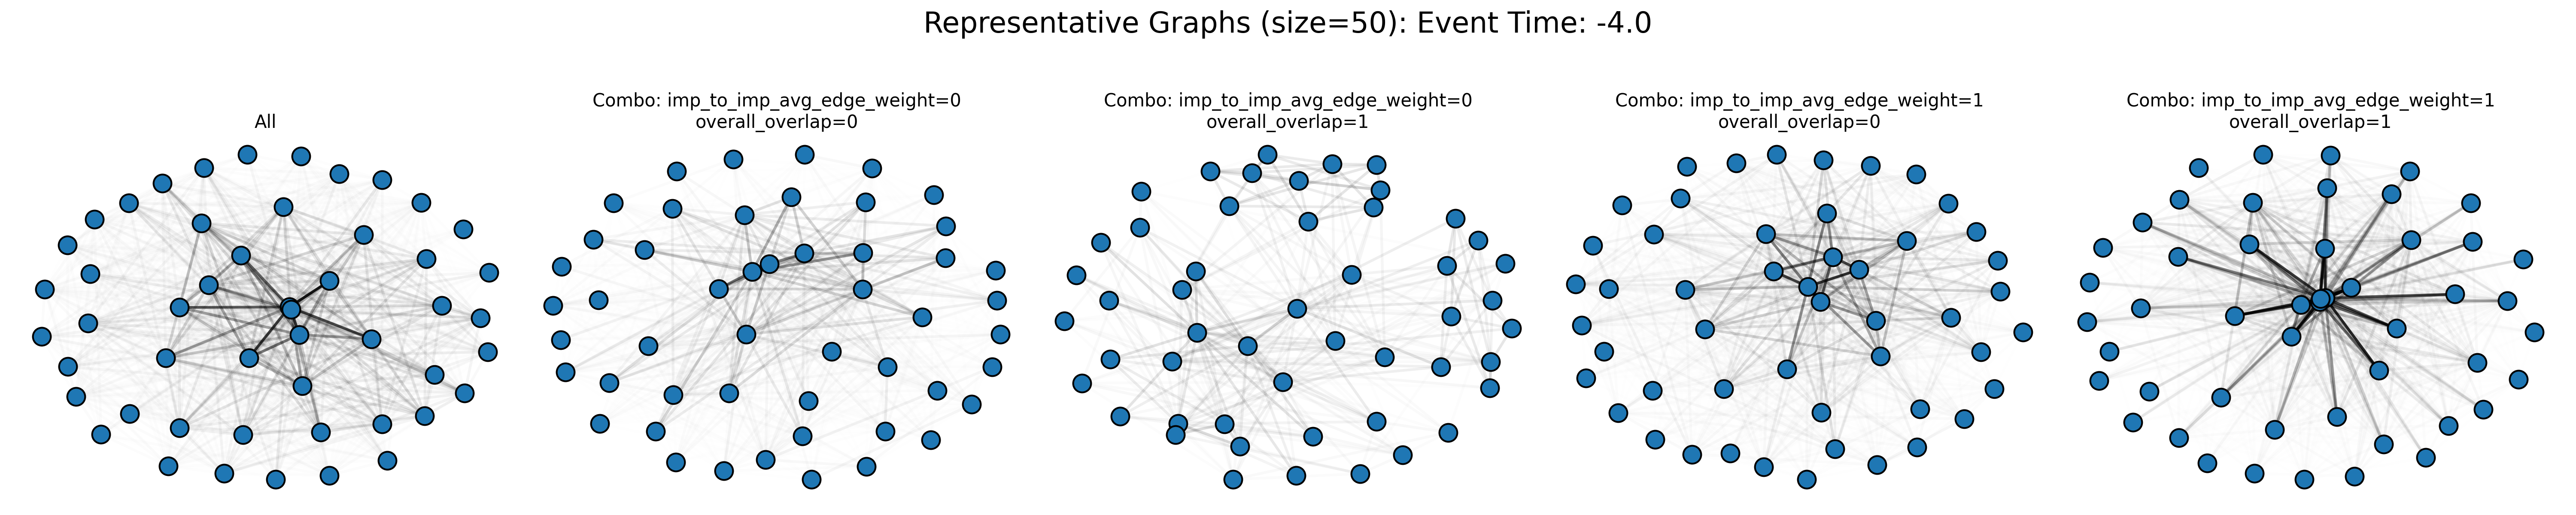 Representative Graphs (size=50): Event Time: -4.0
All
Combo: imp_to_imp_avg_edge_weight=0
overall_overlap=0
Combo: imp_to_imp_avg_edge_weight=0
overall_overlap=1
Combo: imp_to_imp_avg_edge_weight=1
overall_overlap=0
Combo: imp_to_imp_avg_edge_weight=1
overall_overlap=1